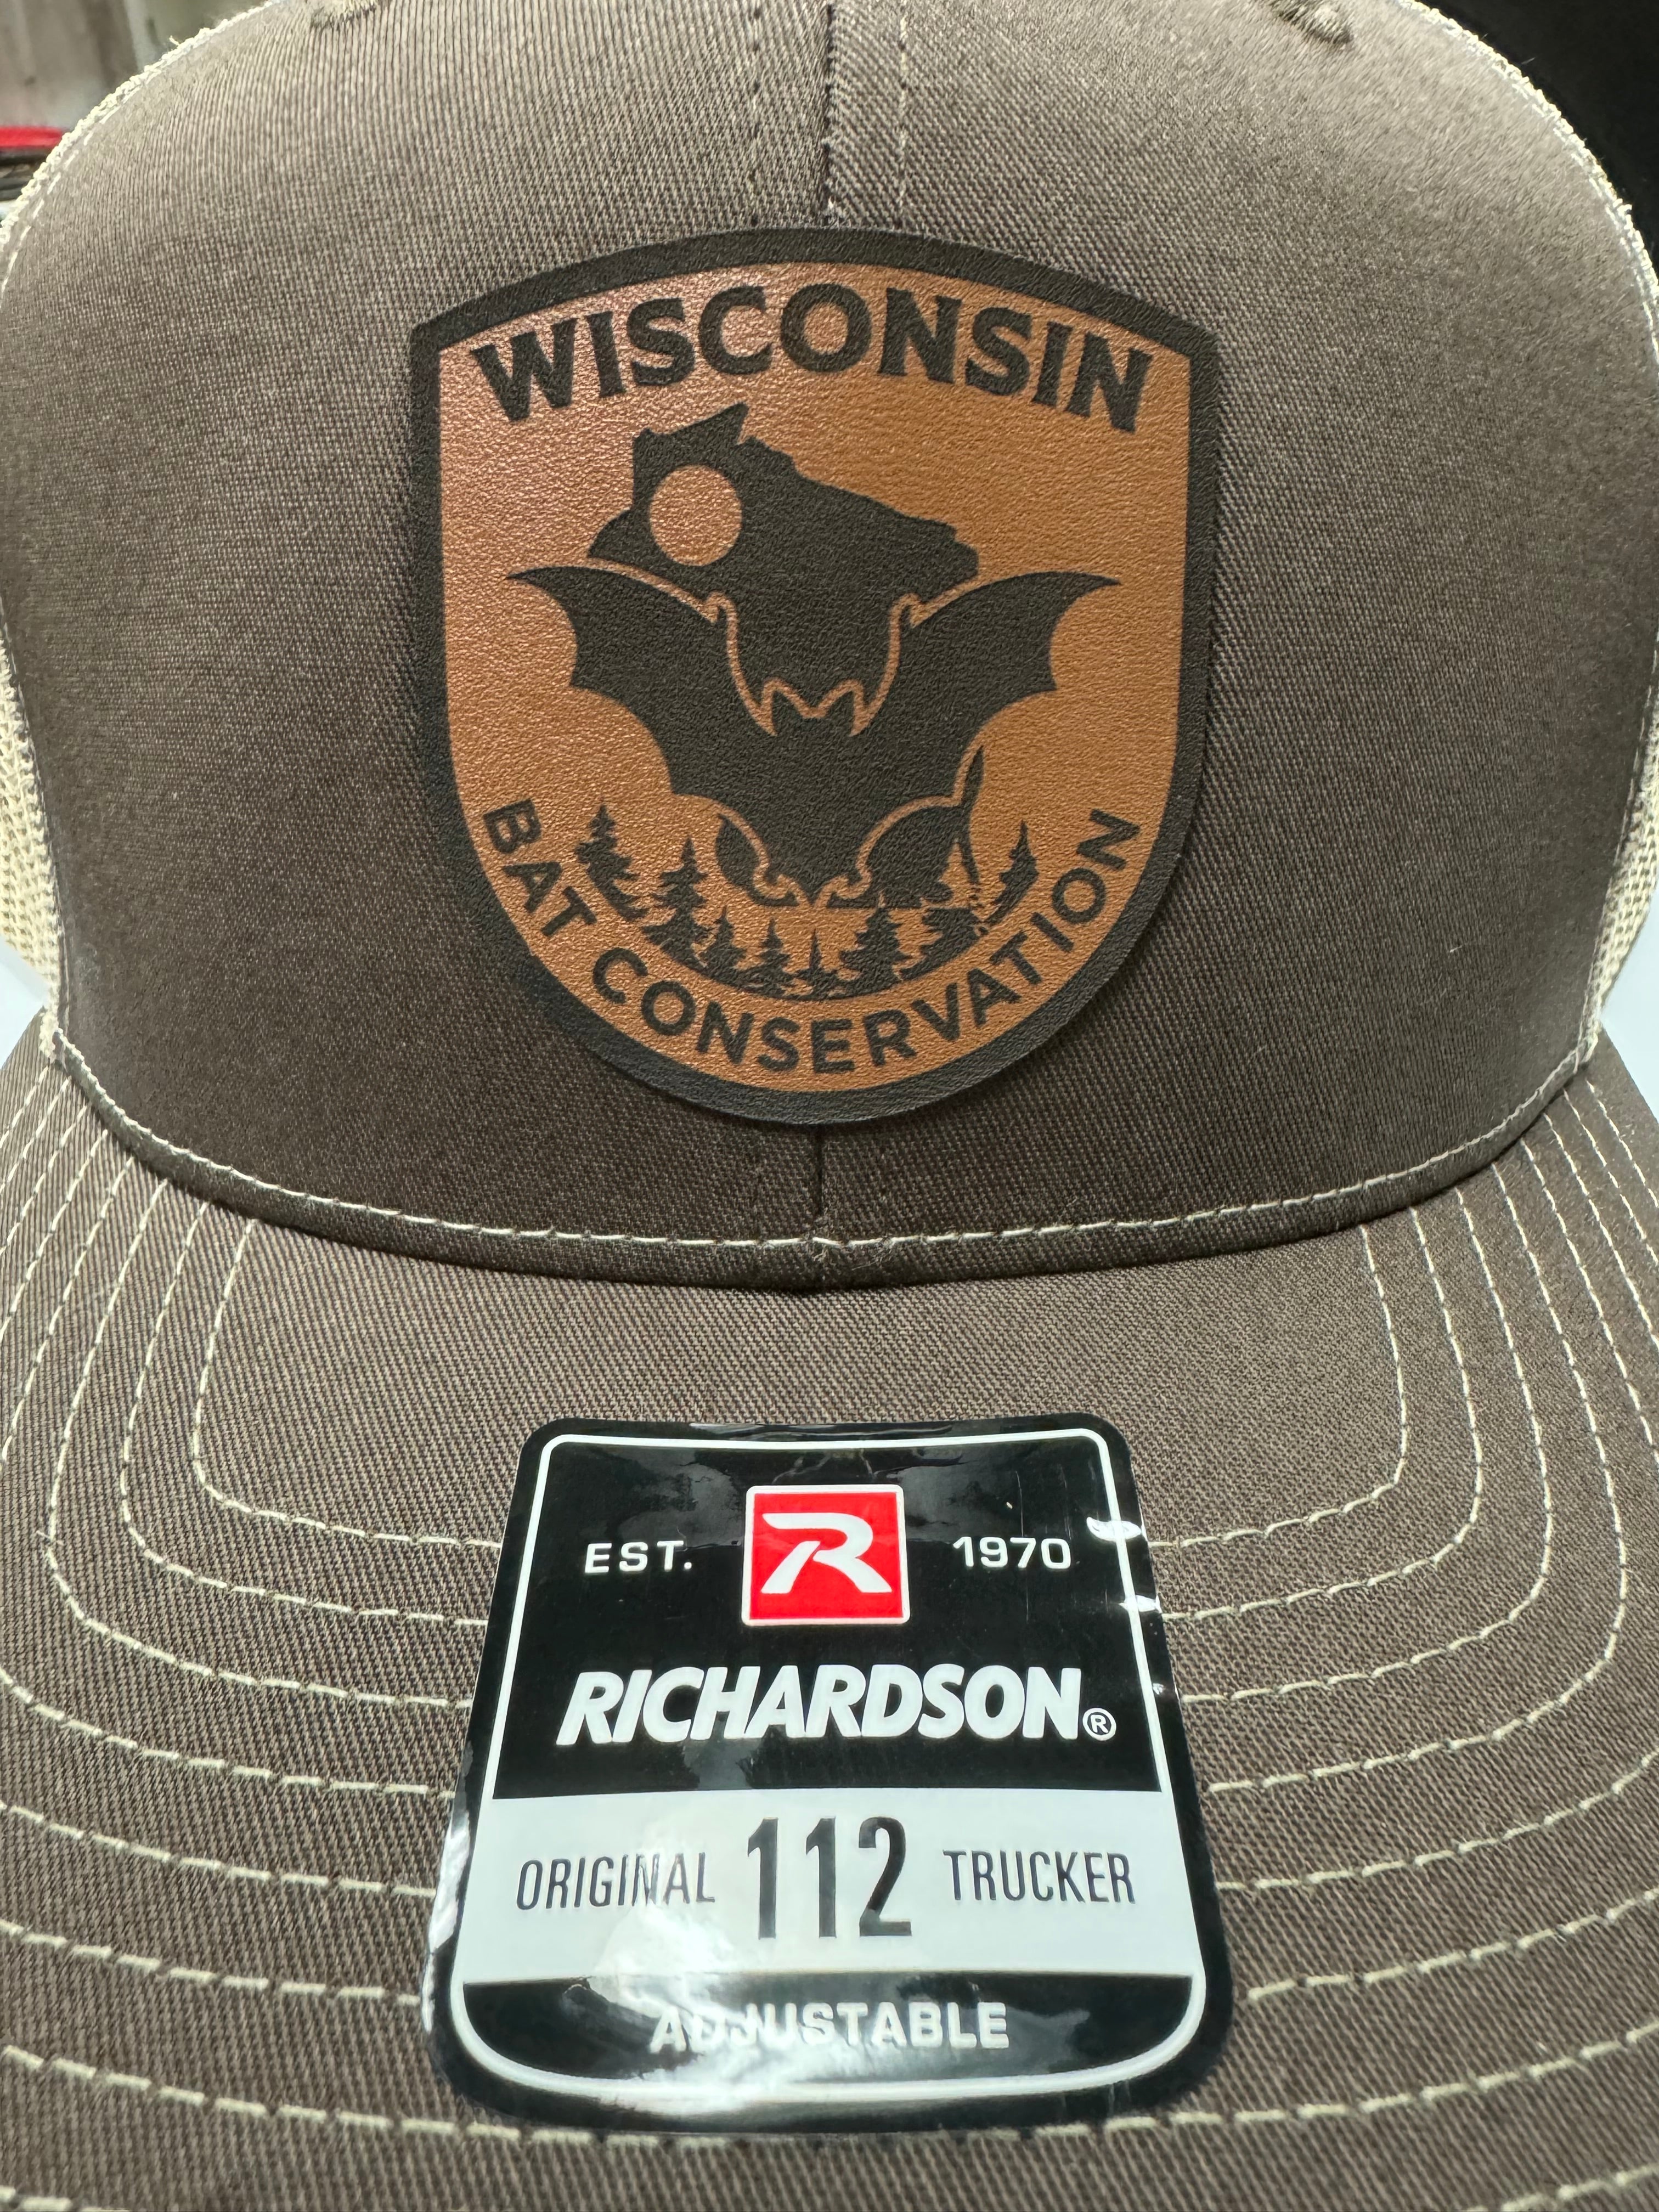 WISCONSIN
BAT CONSERVATION
EST. R 1970
RICHARDSON®
ORIGINAL 112 TRUCKER
ADJUSTABLE